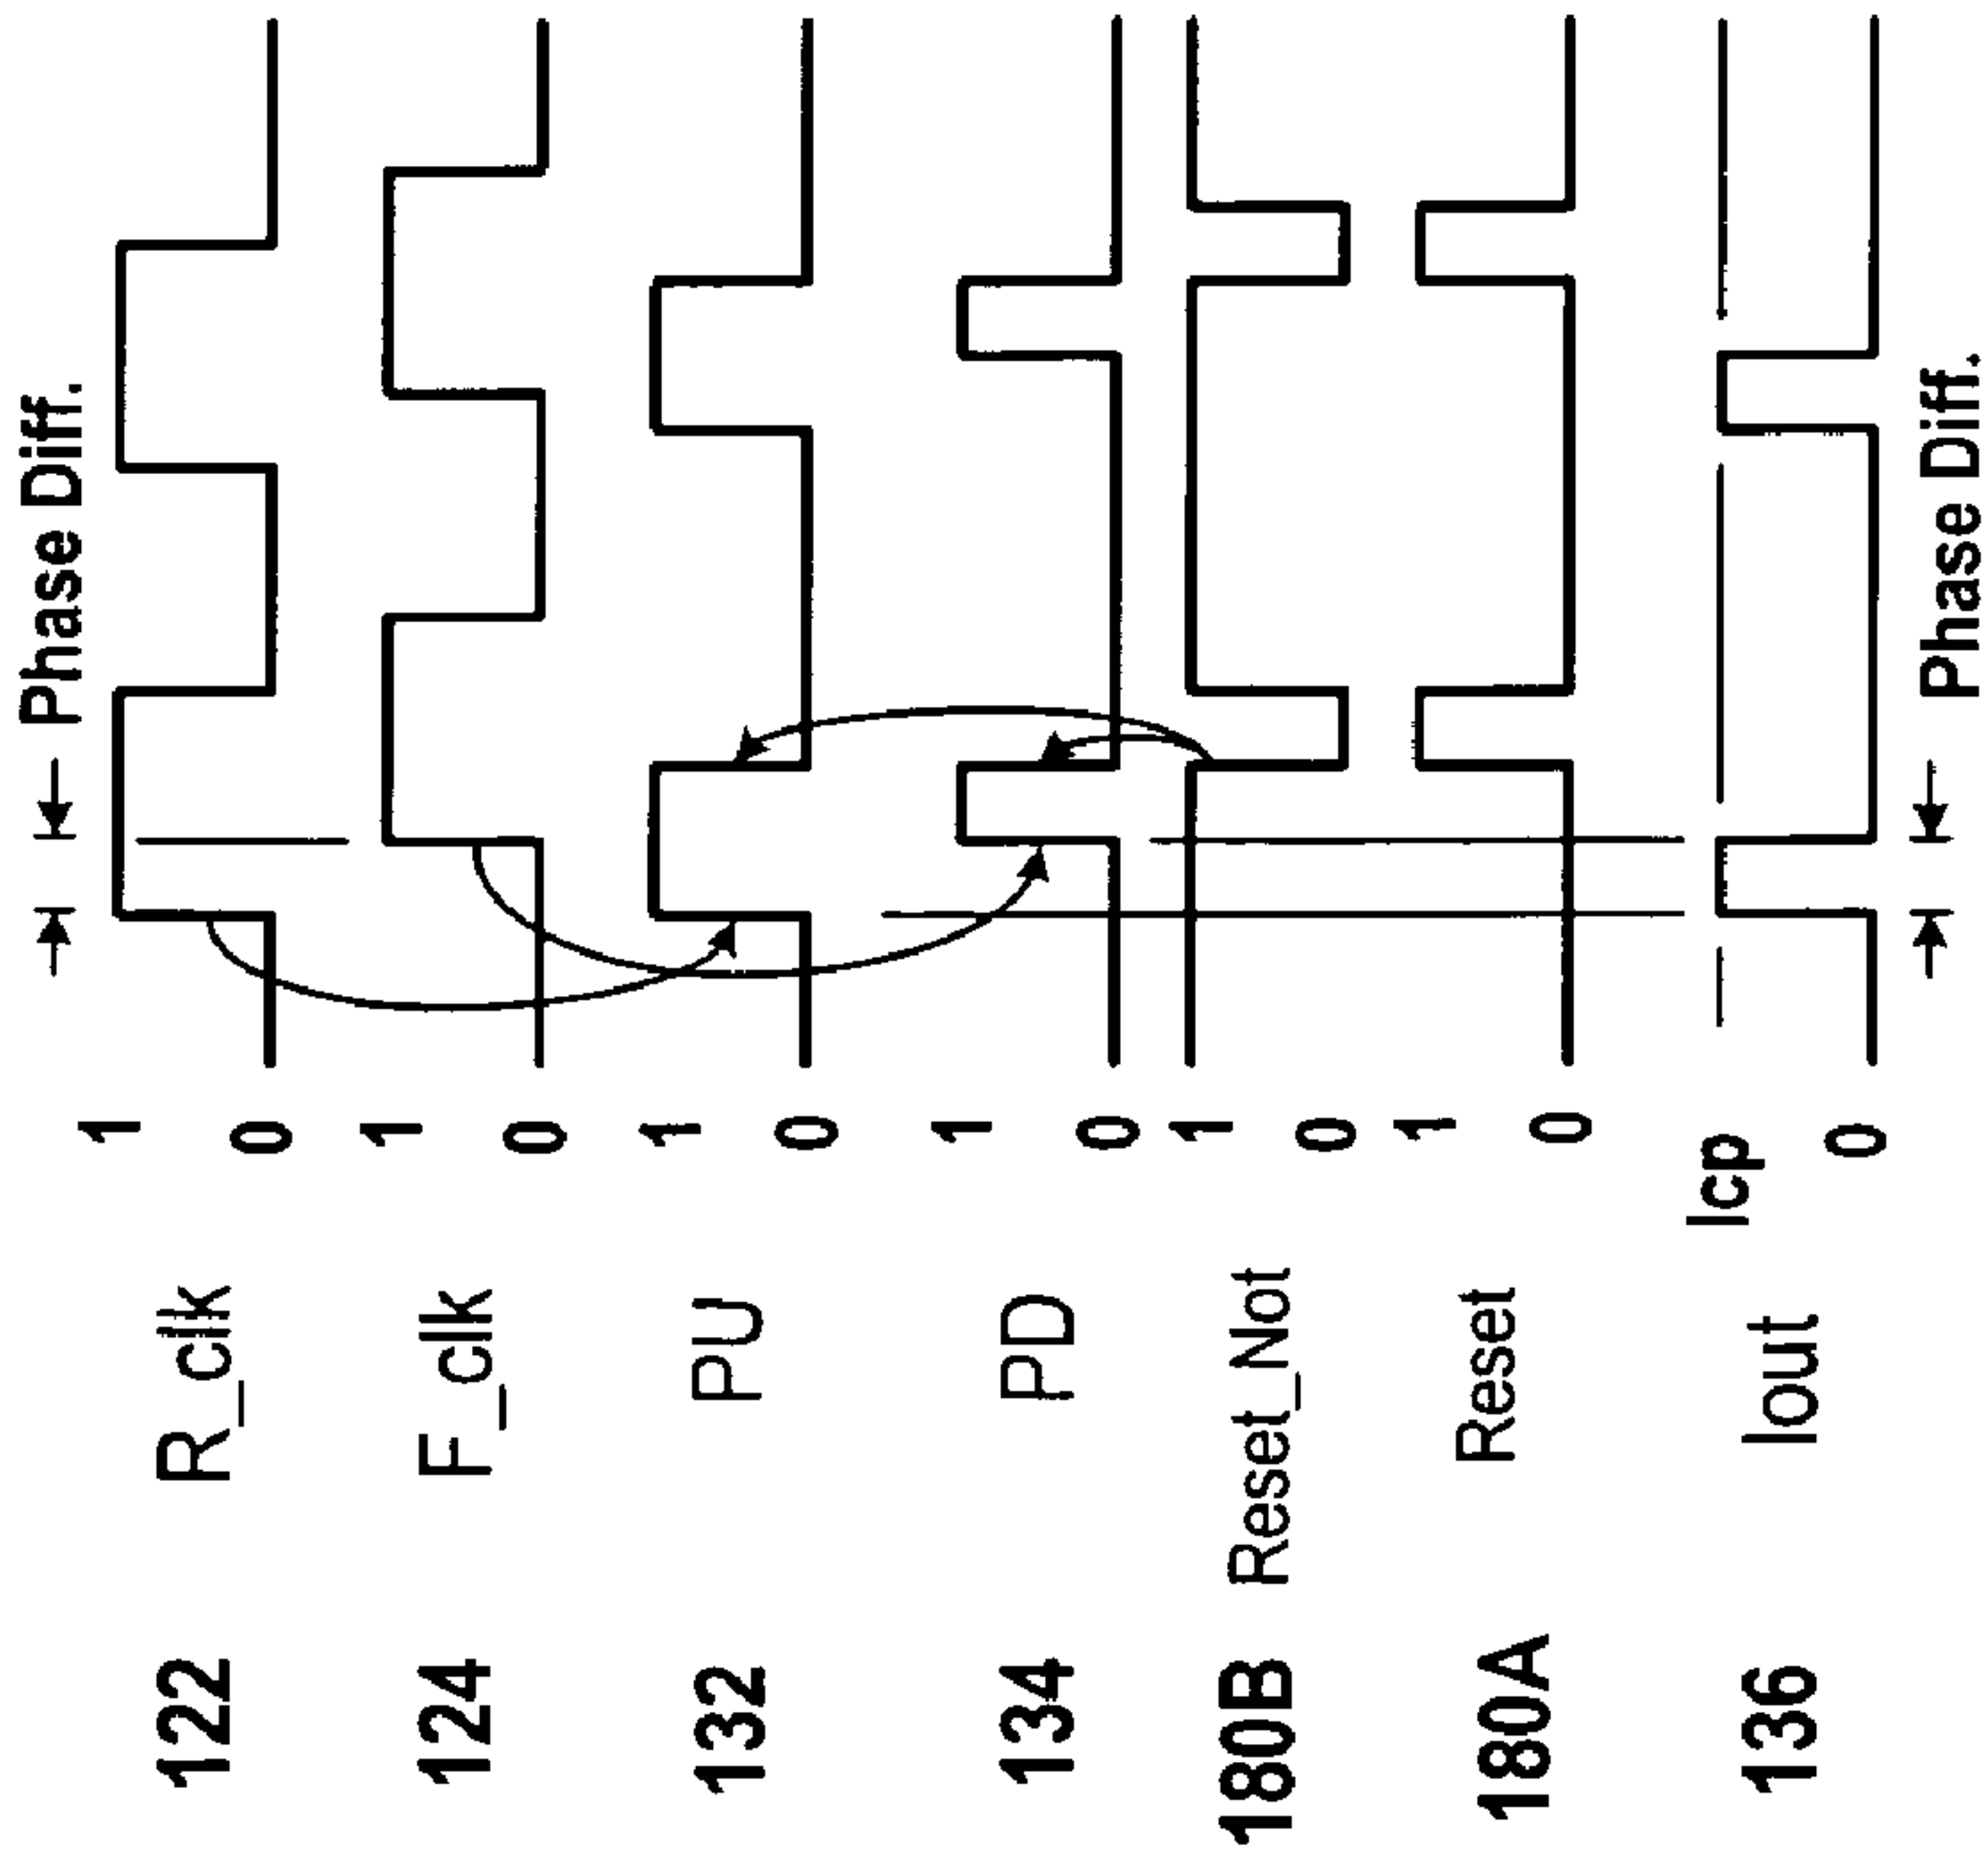 Phase Diff.
122 R_clk 1 0
124 F_clk 1 0
132 PU 1 0
134 PD 1 0
180B Reset_Not 1 0
180A Reset 1 0
136 Iout Icp 0
Phase Diff.